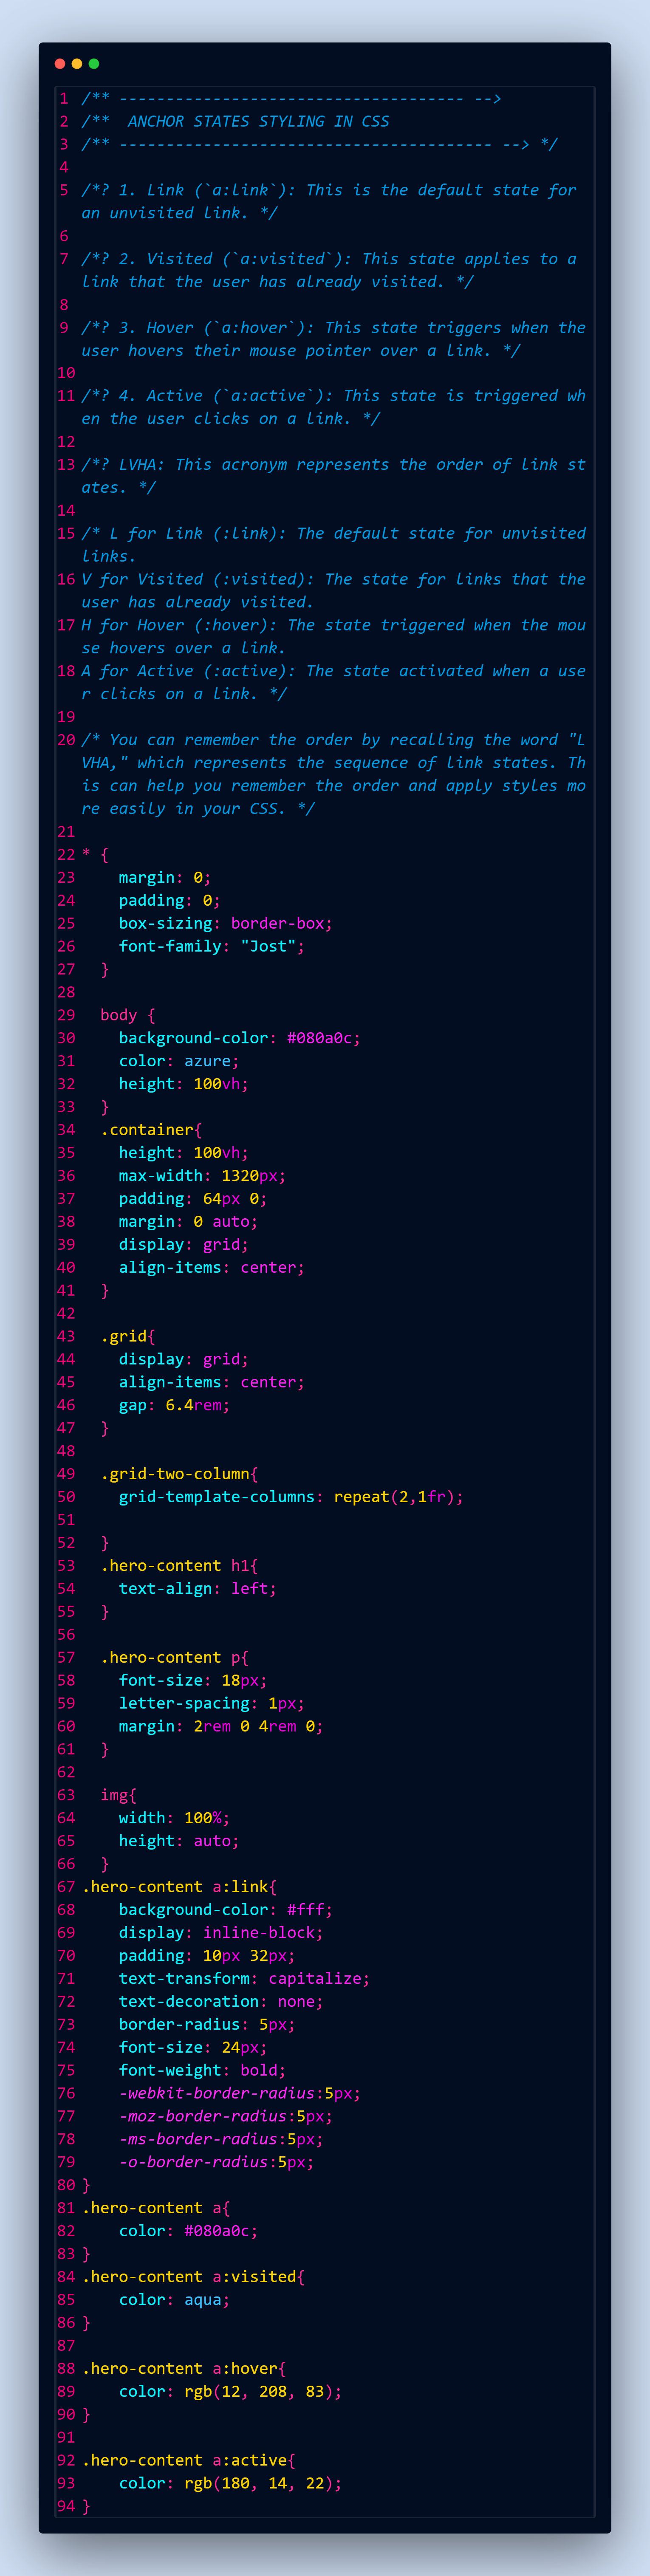 1 /** ------------------------------------- -->
2 /**  ANCHOR STATES STYLING IN CSS
3 /** ---------------------------------------- --> */
4
5 /*? 1. Link (`a:link`): This is the default state for
an unvisited link. */
6
7 /*? 2. Visited (`a:visited`): This state applies to a
link that the user has already visited. */
8
9 /*? 3. Hover (`a:hover`): This state triggers when the
user hovers their mouse pointer over a link. */
10
11 /*? 4. Active (`a:active`): This state is triggered wh
en the user clicks on a link. */
12
13 /*? LVHA: This acronym represents the order of link st
ates. */
14
15 /* L for Link (:link): The default state for unvisited
links.
16 V for Visited (:visited): The state for links that the
user has already visited.
17 H for Hover (:hover): The state triggered when the mou
se hovers over a link.
18 A for Active (:active): The state activated when a use
r clicks on a link. */
19
20 /* You can remember the order by recalling the word "L
VHA," which represents the sequence of link states. Th
is can help you remember the order and apply styles mo
re easily in your CSS. */
21
22 * {
23     margin: 0;
24     padding: 0;
25     box-sizing: border-box;
26     font-family: "Jost";
27   }
28
29   body {
30     background-color: #080a0c;
31     color: azure;
32     height: 100vh;
33   }
34   .container{
35     height: 100vh;
36     max-width: 1320px;
37     padding: 64px 0;
38     margin: 0 auto;
39     display: grid;
40     align-items: center;
41   }
42
43   .grid{
44     display: grid;
45     align-items: center;
46     gap: 6.4rem;
47   }
48
49   .grid-two-column{
50     grid-template-columns: repeat(2,1fr);
51
52   }
53   .hero-content h1{
54     text-align: left;
55   }
56
57   .hero-content p{
58     font-size: 18px;
59     letter-spacing: 1px;
60     margin: 2rem 0 4rem 0;
61   }
62
63   img{
64     width: 100%;
65     height: auto;
66   }
67 .hero-content a:link{
68     background-color: #fff;
69     display: inline-block;
70     padding: 10px 32px;
71     text-transform: capitalize;
72     text-decoration: none;
73     border-radius: 5px;
74     font-size: 24px;
75     font-weight: bold;
76     -webkit-border-radius:5px;
77     -moz-border-radius:5px;
78     -ms-border-radius:5px;
79     -o-border-radius:5px;
80 }
81 .hero-content a{
82     color: #080a0c;
83 }
84 .hero-content a:visited{
85     color: aqua;
86 }
87
88 .hero-content a:hover{
89     color: rgb(12, 208, 83);
90 }
91
92 .hero-content a:active{
93     color: rgb(180, 14, 22);
94 }